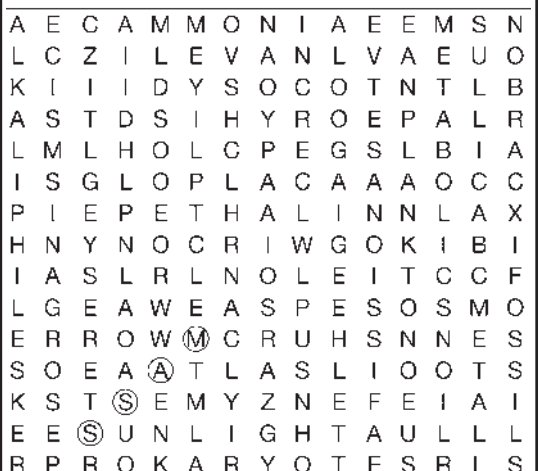 A E C A M M O N I A E E M S N
L C Z I L E V A N L V A E U O
K I I I D Y S O C O T N T L B
A S T D S I H Y R O E P A L R
L M L H O L C P E G S L B I A
I S G L O P L A C A A A O C C
P I E P E T H A L I N N L A X
H N Y N O C R I W G O K I B I
I A S L R L N O L E I T C C F
L G E A W E A S P E S O S M O
E R R O W M C R U H S N N E S
S O E A A T L A S L I O O T S
K S T S E M Y Z N E F E I A I
E E S U N L I G H T A U L L L
R P R O K A R Y O T E S R I S